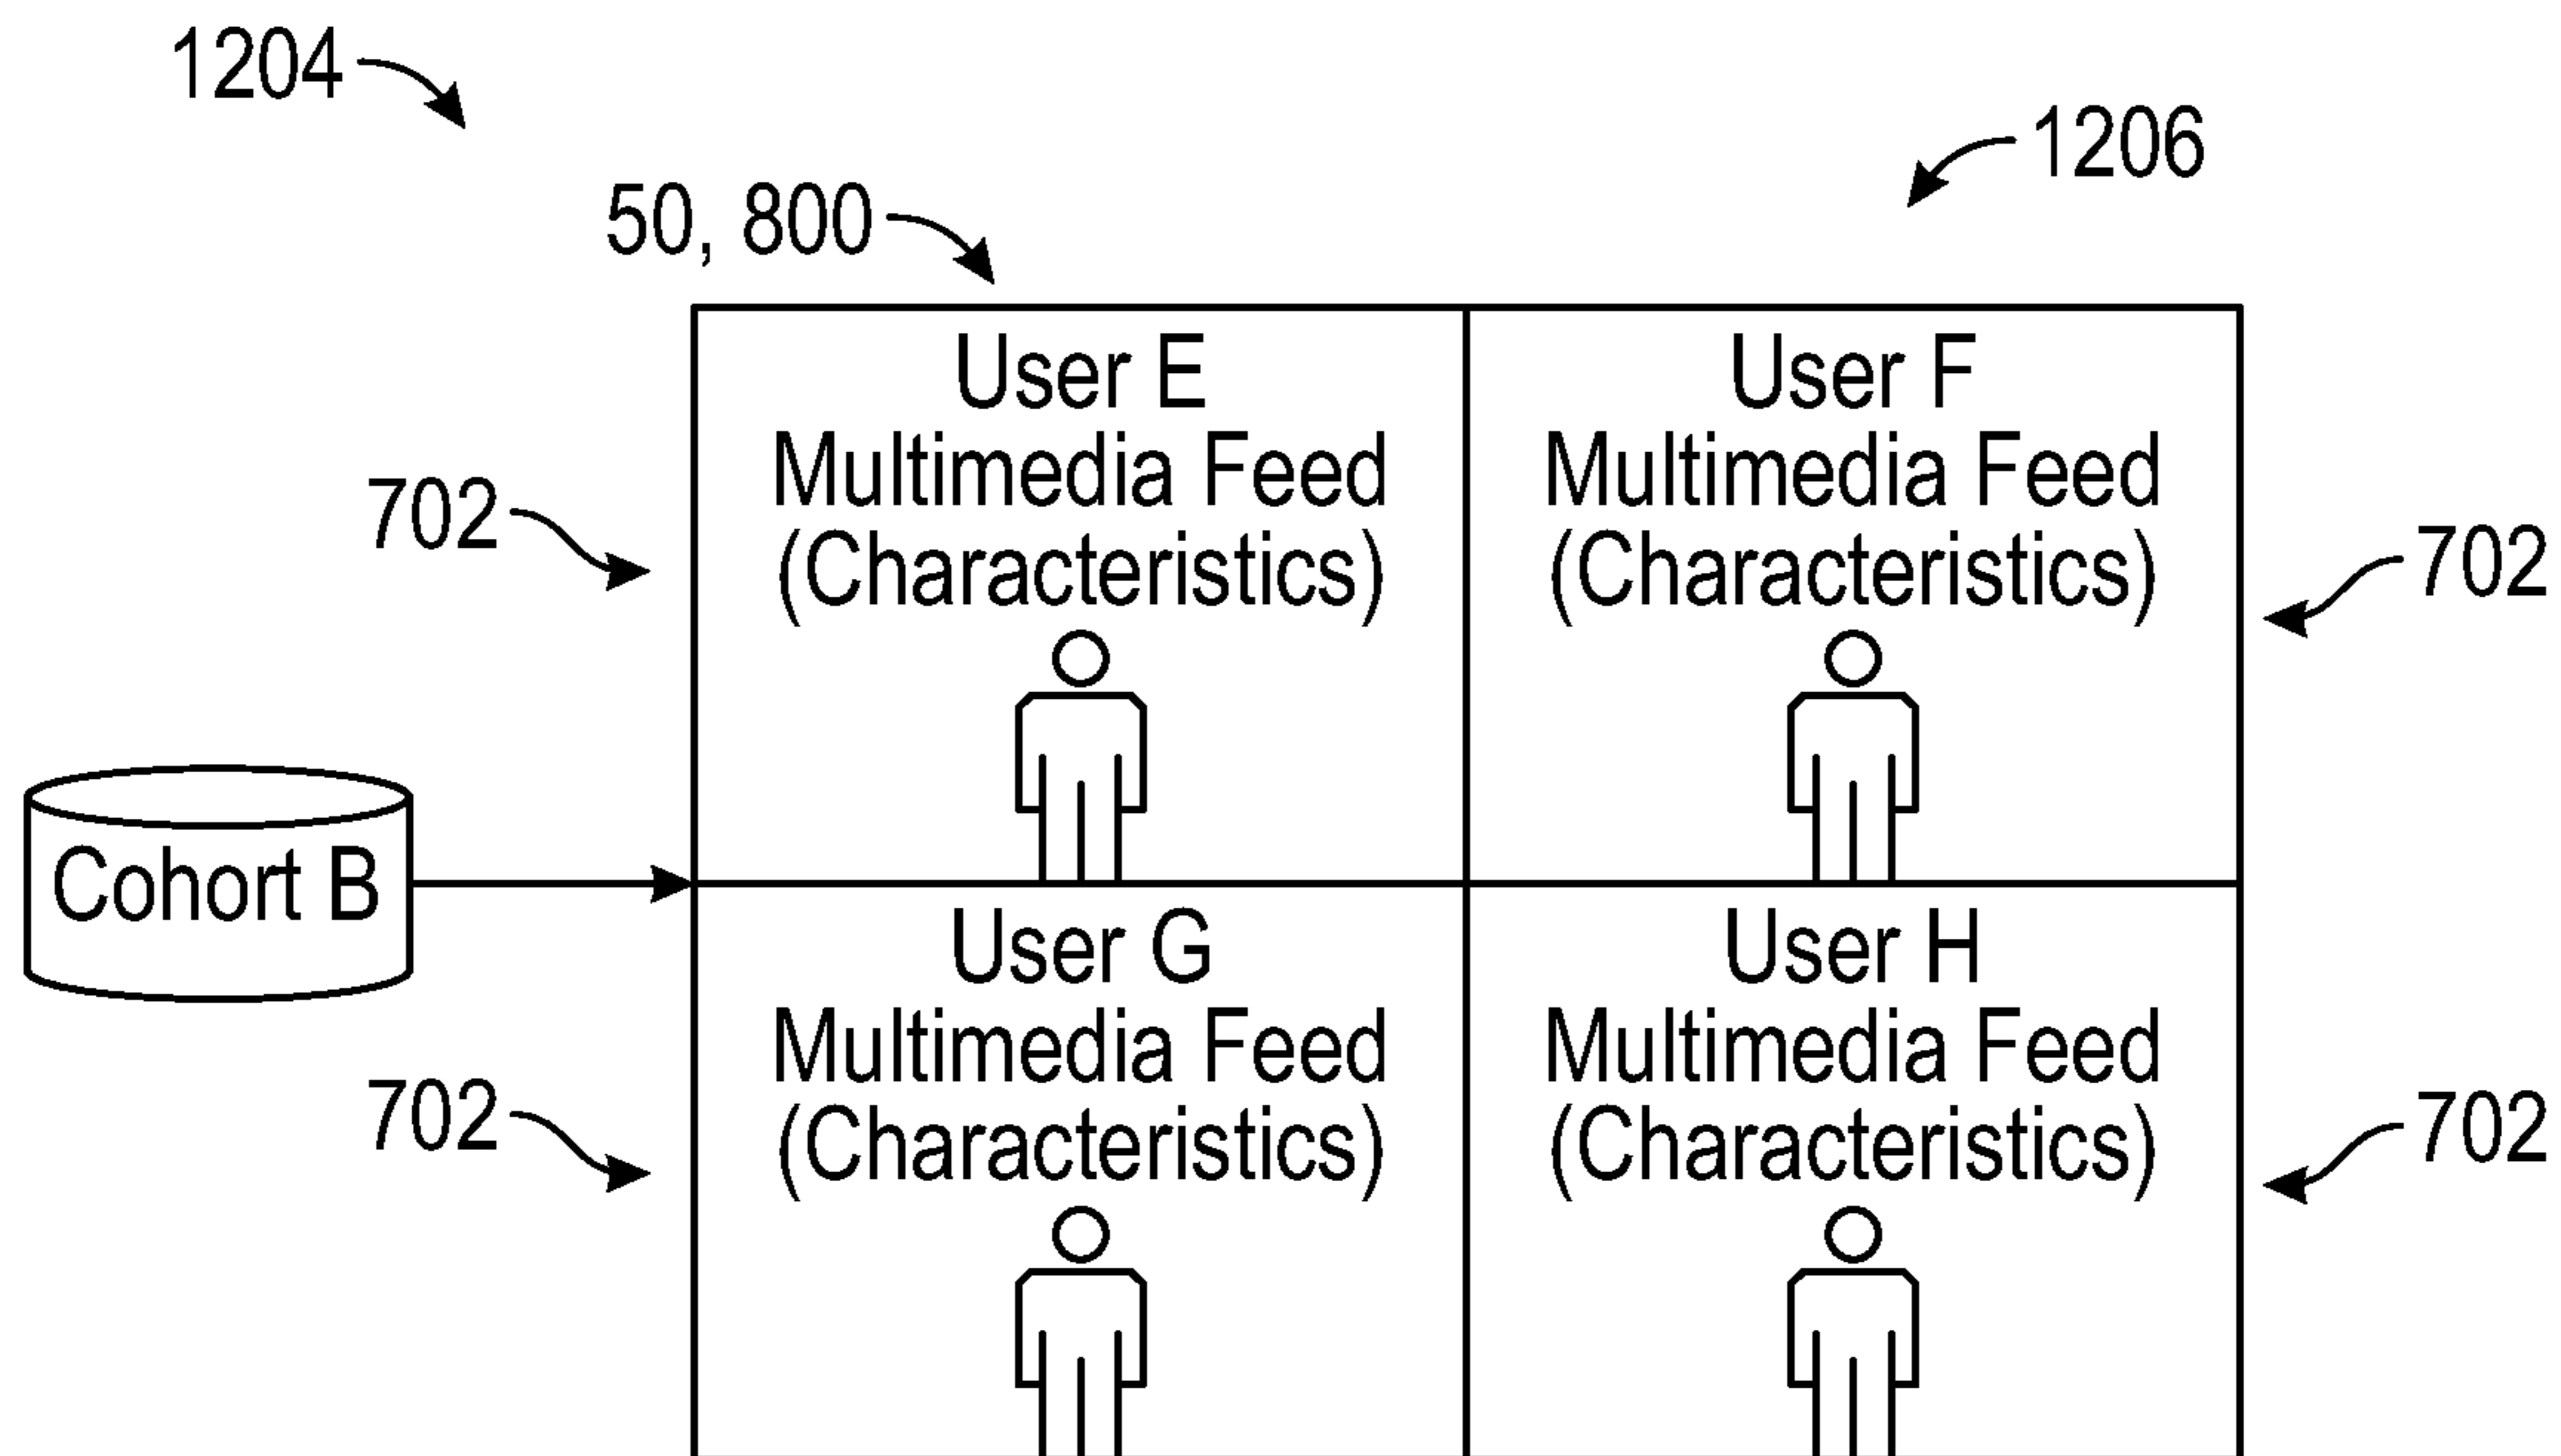 1204
1206
50, 800
User E
Multimedia Feed
(Characteristics)
User F
Multimedia Feed
(Characteristics)
702
702
Cohort B
User G
Multimedia Feed
(Characteristics)
User H
Multimedia Feed
(Characteristics)
702
702